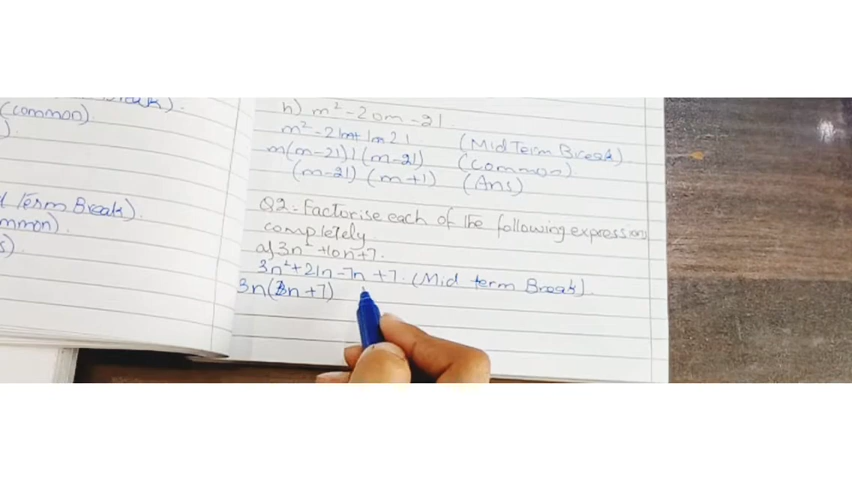 (common)
h) m² - 20m - 21.
m² - 21m + 1m 21 (Mid Term Break)
m(m-21) 1 (m-21) (common)
(m-21) (m+1) (Ans)
d Term Break).
mmon).
s)
Q2. Factorise each of the following expressions
completely.
a) 3n² + 10n + 7.
3n² + 21n - 7n + 7. (Mid term Break)
3n(3n + 7)